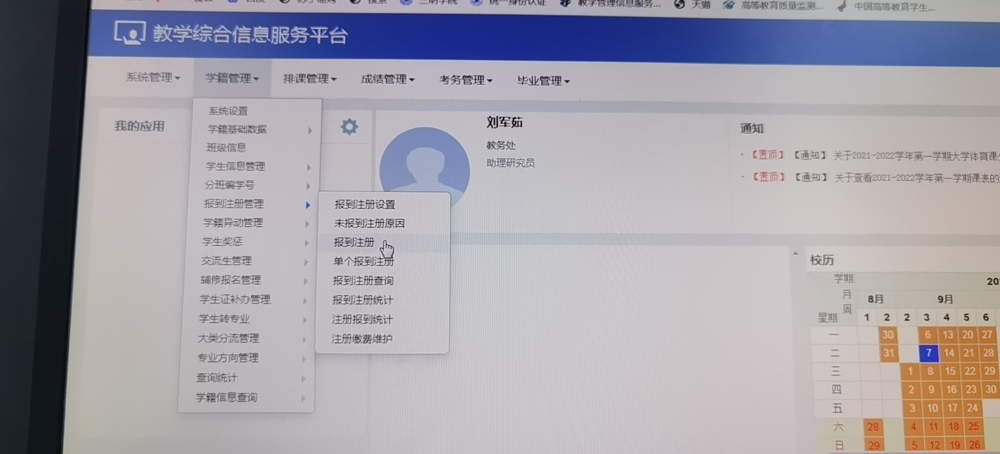 百度
三明学院
统一身份认证
教学管理信息服务...
天猫
高等教育质量监测...
中国高等教育学生...
教学综合信息服务平台
系统管理
学籍管理
排课管理
成绩管理
考务管理
毕业管理
我的应用
系统设置
学籍基础数据
班级信息
学生信息管理
分班编学号
报到注册管理
学籍异动管理
学生奖惩
交流生管理
辅修报名管理
学生证补办管理
学生转专业
大类分流管理
专业方向管理
查询统计
学籍信息查询
报到注册设置
未报到注册原因
报到注册
单个报到注册
报到注册查询
报到注册统计
注册报到统计
注册缴费维护
刘军茹
教务处
助理研究员
通知
【置顶】【通知】关于2021-2022学年第一学期大学体育课
【置顶】【通知】关于查看2021-2022学年第一学期课表的
校历
学期 20
月 8月 9月
周
星期 1 2 2 3 4 5 6
一 30 6 13 20 27
二 31 7 14 21 28
三 1 8 15 22 29
四 2 9 16 23 30
五 3 10 17 24
六 28 4 11 18 25
日 29 5 12 19 26